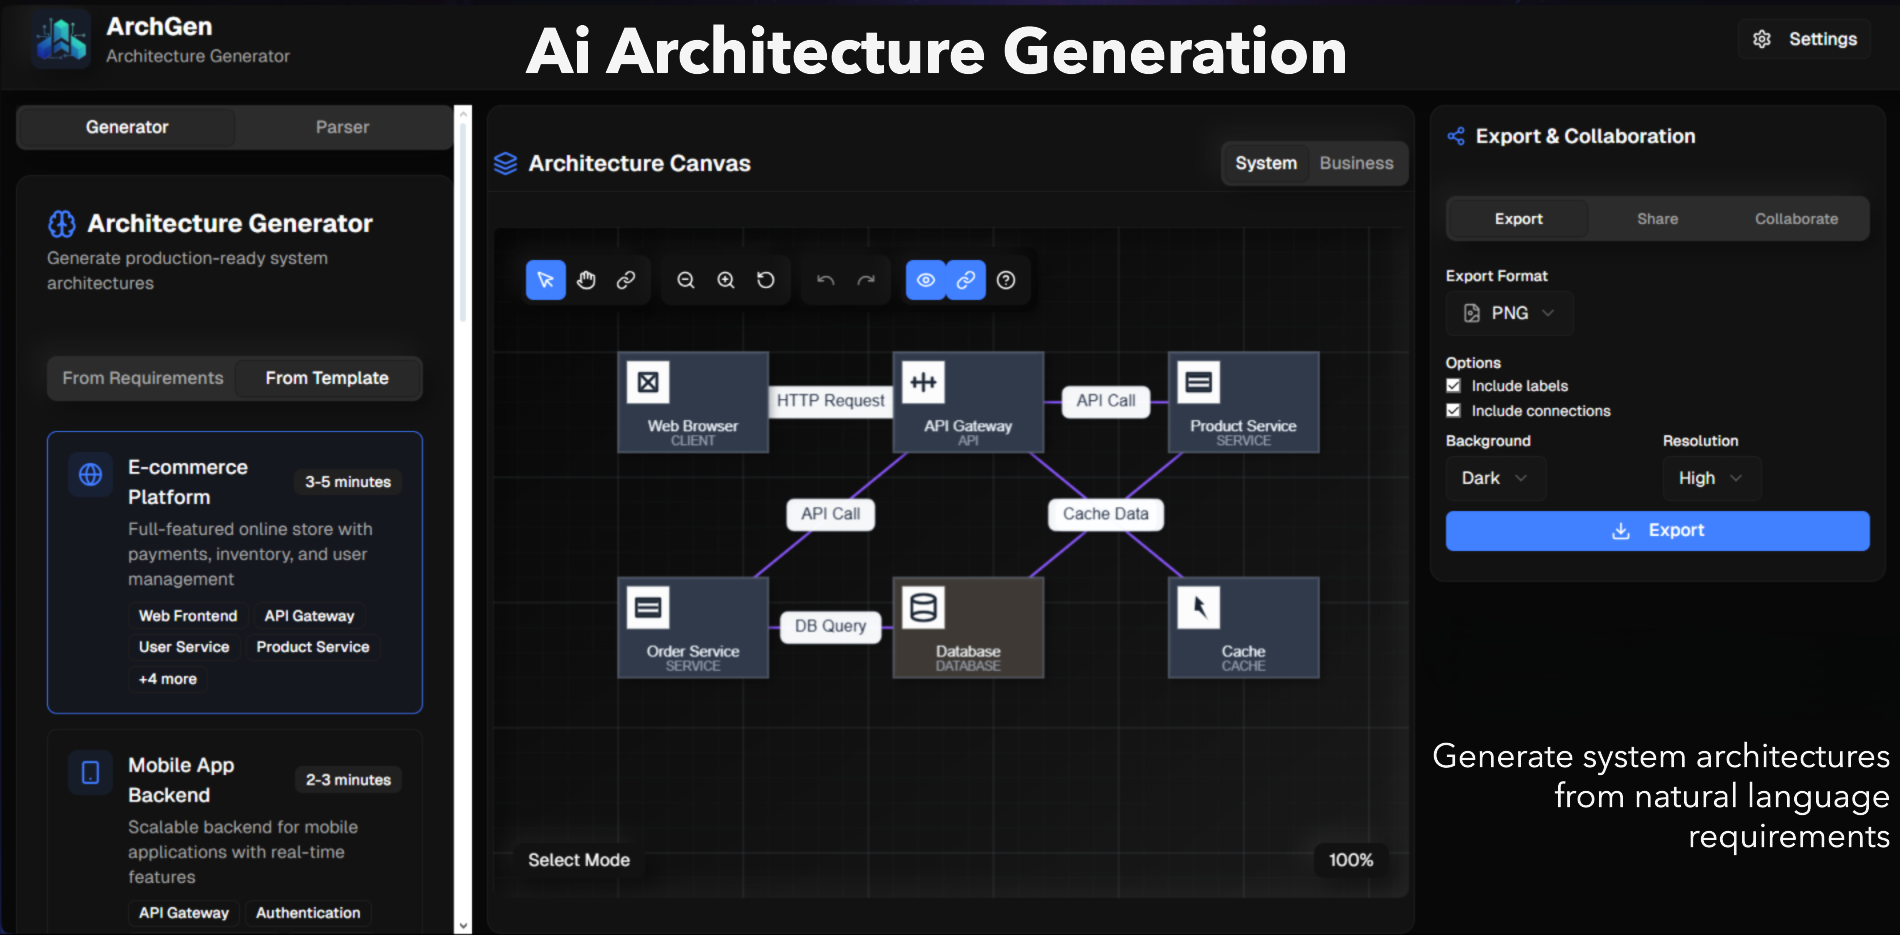 ArchGen
Architecture Generator
Ai Architecture Generation
Settings
Generator
Parser
Architecture Generator
Generate production-ready system
architectures
From Requirements
From Template
E-commerce
Platform
3-5 minutes
Full-featured online store with
payments, inventory, and user
management
Web Frontend
API Gateway
User Service
Product Service
+4 more
Mobile App
Backend
2-3 minutes
Scalable backend for mobile
applications with real-time
features
API Gateway
Authentication
Architecture Canvas
System
Business
Web Browser
CLIENT
HTTP Request
API Gateway
API
API Call
Product Service
SERVICE
API Call
Cache Data
Order Service
SERVICE
DB Query
Database
DATABASE
Cache
CACHE
Select Mode
100%
Export & Collaboration
Export
Share
Collaborate
Export Format
PNG
Options
Include labels
Include connections
Background
Resolution
Dark
High
Export
Generate system architectures
from natural language
requirements